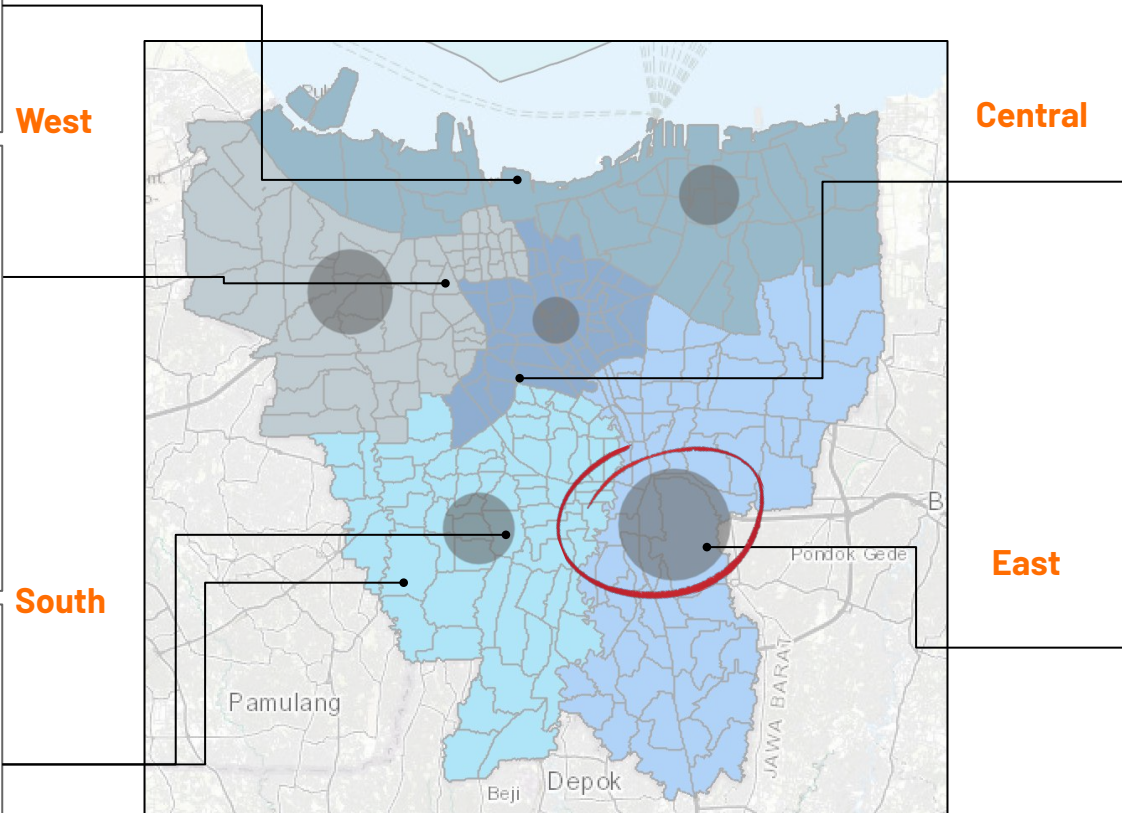 West
Central
South
East
Pondok Gede
Pamulang
JAWA BARAT
Depok
Beji
B